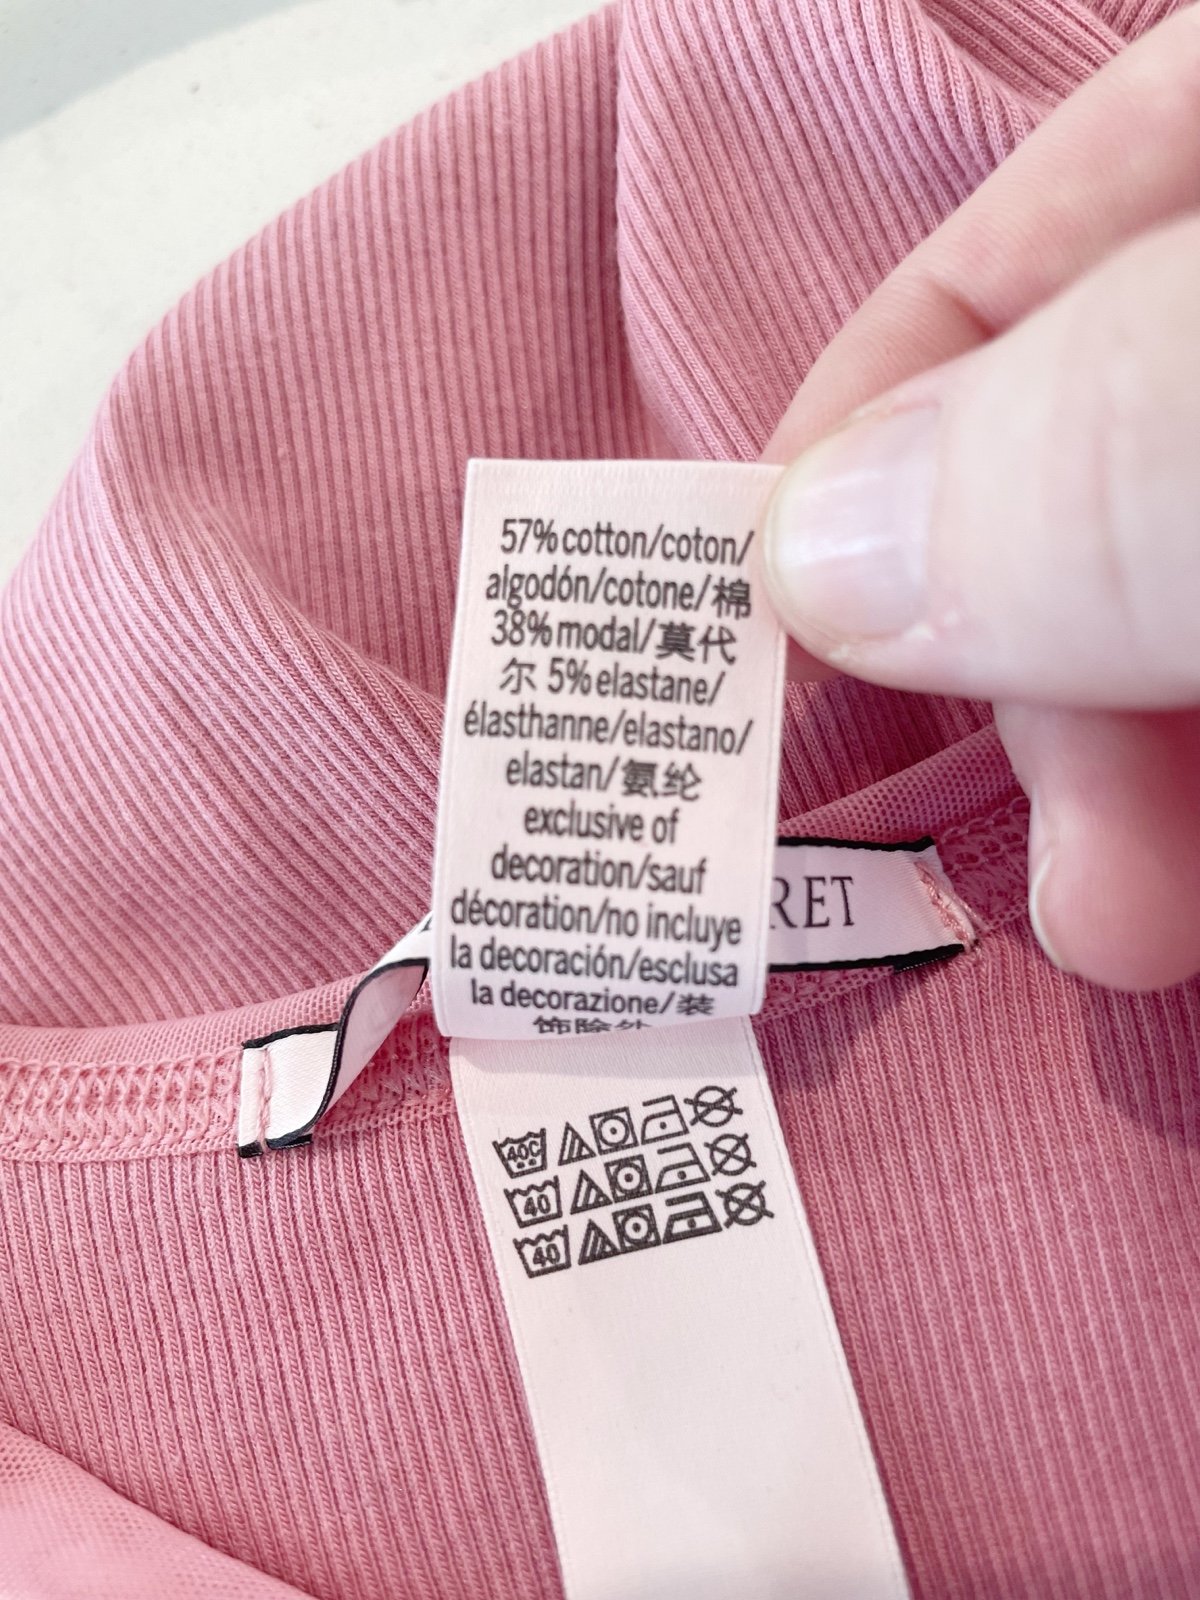 57% cotton/coton/
algodón/cotone/棉
38% modal/莫代
尔 5% elastane/
élasthanne/elastano/
elastan/氨纶
exclusive of
decoration/sauf
décoration/no incluye
la decoración/esclusa
la decorazione/装
RET
40C
40
40